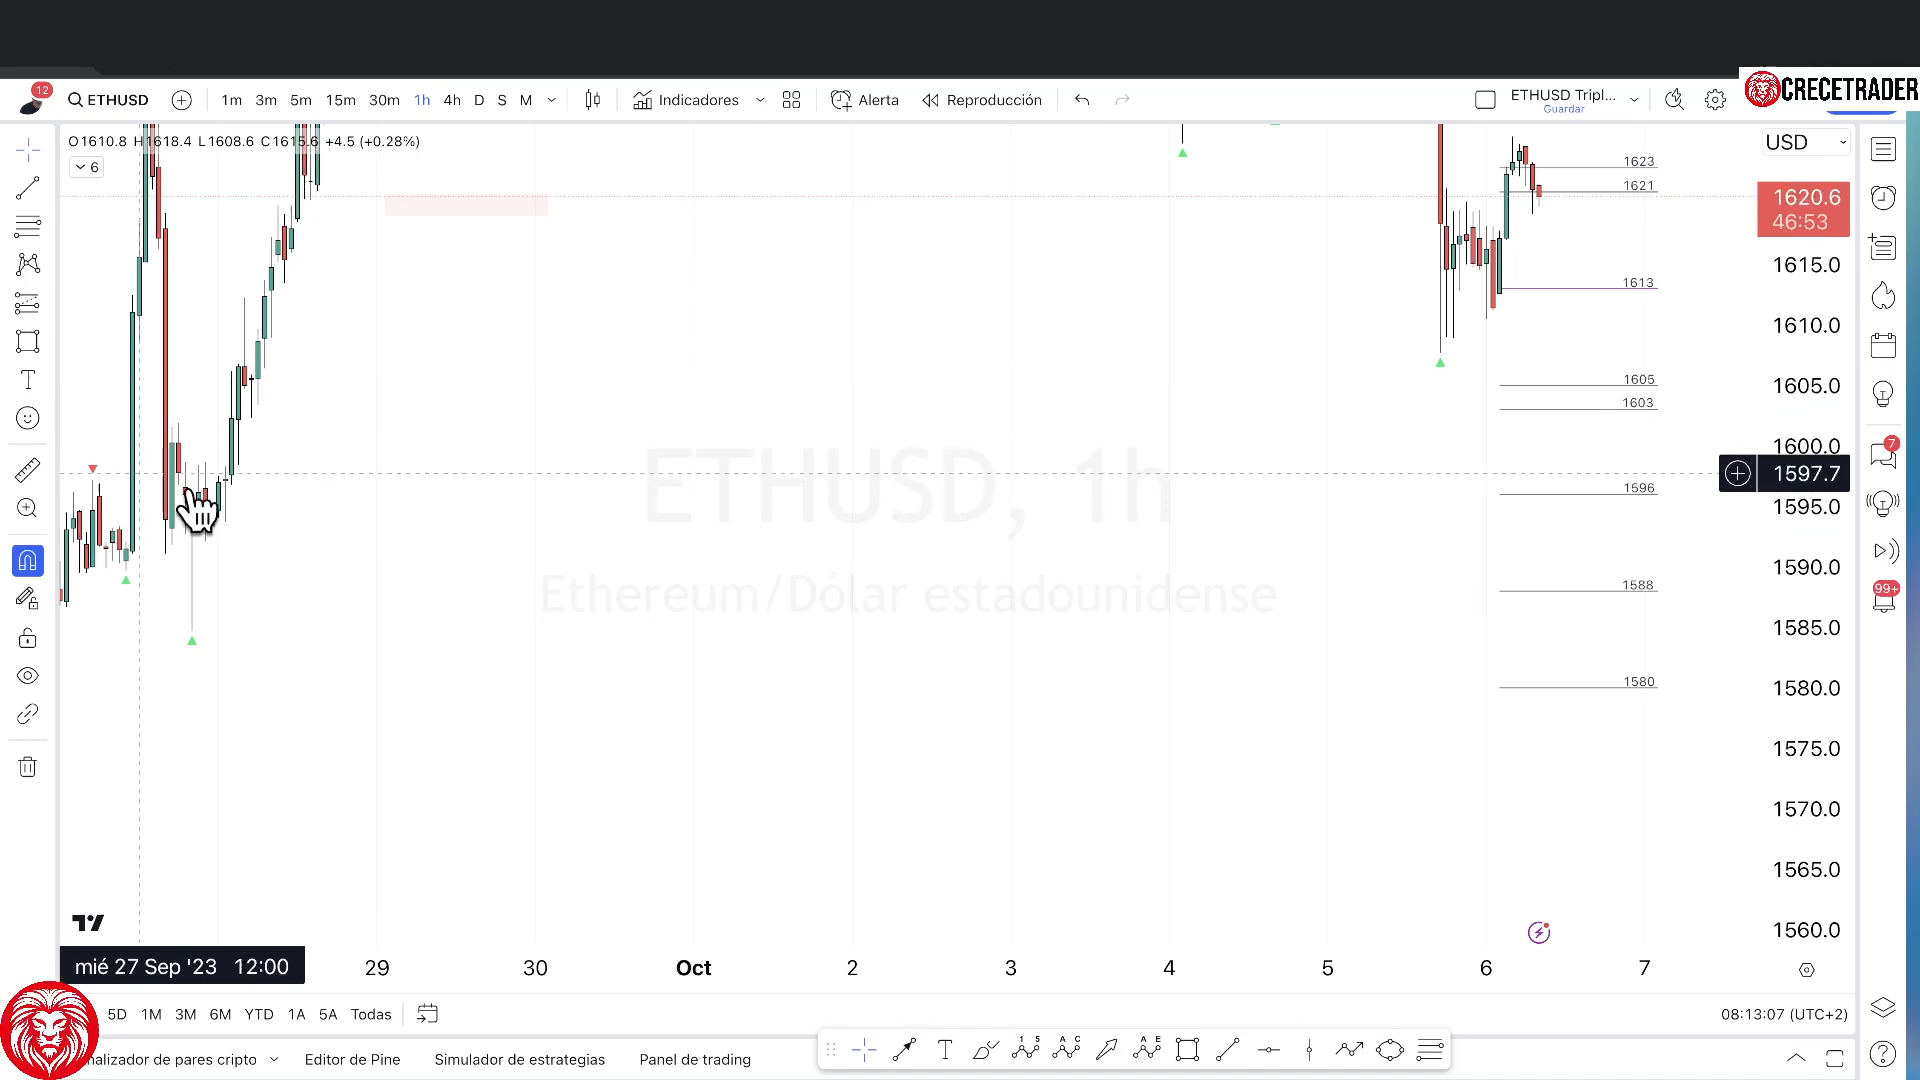 CRECETRADER
12
ETHUSD
1m 3m 5m 15m 30m 1h 4h D S M
Indicadores
Alerta
Reproducción
ETHUSD Tripl...
Guardar
O1610.8 H1618.4 L1608.6 C1615.6 +4.5 (+0.28%)
6
USD
1623
1621
1620.6
46:53
1615.0
1613
1610.0
1605
1605.0
1603
1600.0
7
1597.7
1596
1595.0
ETHUSD, 1h
Ethereum/Dólar estadounidense
1590.0
1588
99+
1585.0
1580
1580.0
1575.0
1570.0
1565.0
1560.0
mié 27 Sep '23 12:00
29 30 Oct 2 3 4 5 6 7
5D 1M 3M 6M YTD 1A 5A Todas
08:13:07 (UTC+2)
nalizador de pares cripto
Editor de Pine
Simulador de estrategias
Panel de trading